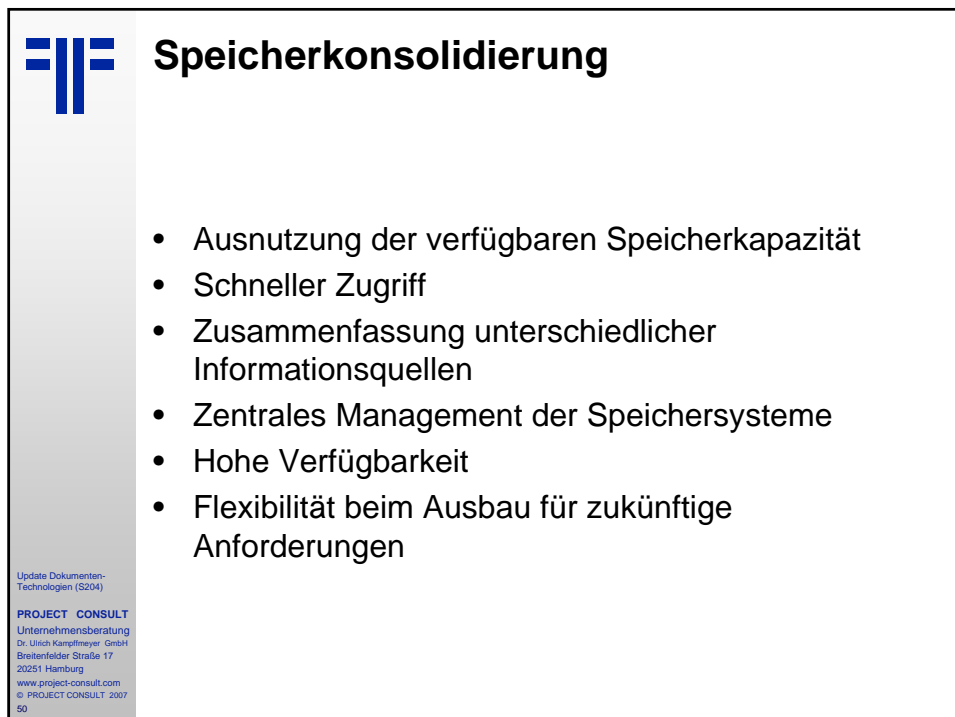 Speicherkonsolidierung
• Ausnutzung der verfügbaren Speicherkapazität
• Schneller Zugriff
• Zusammenfassung unterschiedlicher
Informationsquellen
• Zentrales Management der Speichersysteme
• Hohe Verfügbarkeit
• Flexibilität beim Ausbau für zukünftige
Anforderungen
Update Dokumenten-
Technologien (S204)
PROJECT CONSULT
Unternehmensberatung
Dr. Ulrich Kampffmeyer GmbH
Breitenfelder Straße 17
20251 Hamburg
www.project-consult.com
© PROJECT CONSULT 2007
50